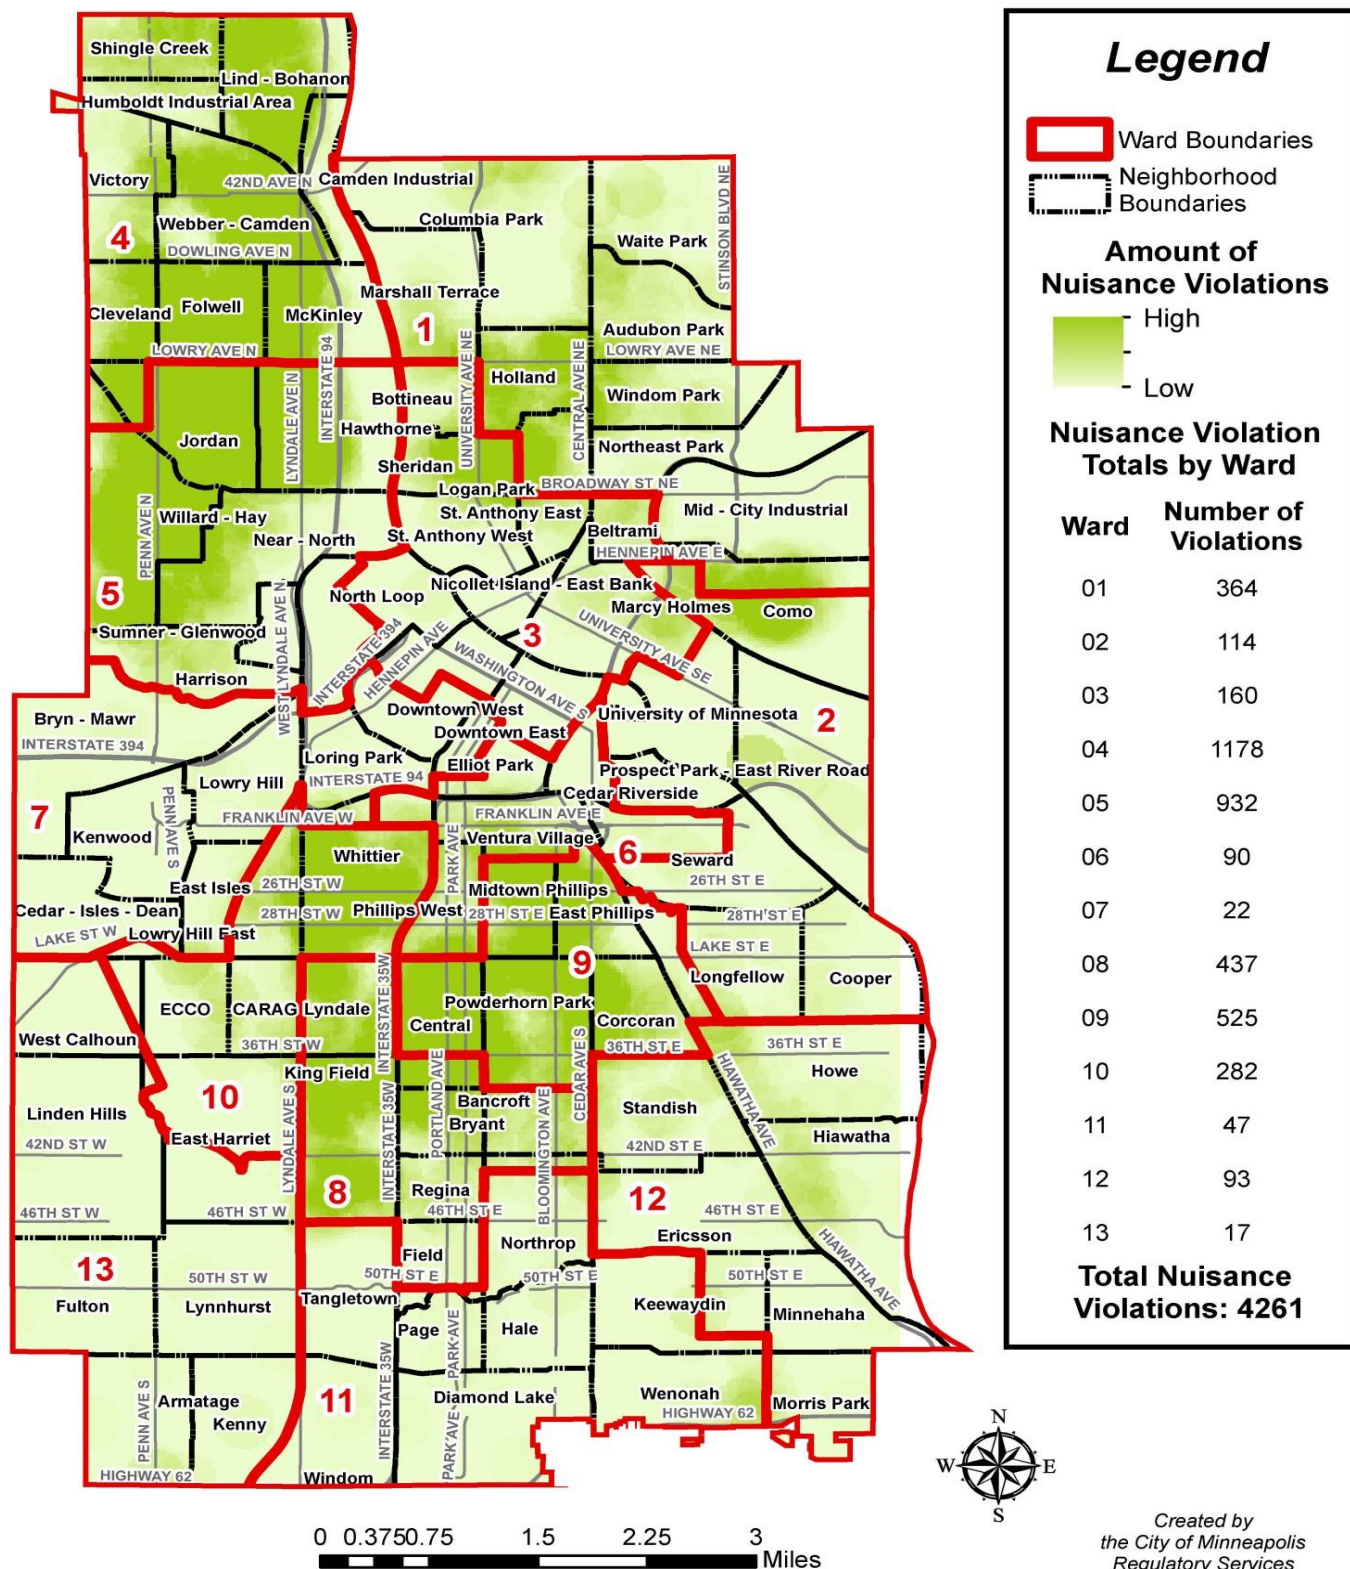 Shingle Creek
Lind - Bohanon
Humboldt Industrial Area
Victory
42ND AVE N
Camden Industrial
Columbia Park
Webber - Camden
4
DOWLING AVE N
Waite Park
STINSON BLVD NE
Marshall Terrace
Cleveland
Folwell
McKinley
1
Audubon Park
LOWRY AVE N
LOWRY AVE NE
Holland
Bottineau
UNIVERSITY AVE NE
CENTRAL AVE NE
Windom Park
LYNDALE AVE N
INTERSTATE 94
Hawthorne
Jordan
Northeast Park
Sheridan
Logan Park
BROADWAY ST NE
PENN AVE N
Willard - Hay
St. Anthony East
Mid - City Industrial
Near - North
St. Anthony West
Beltrami
HENNEPIN AVE E
5
North Loop
Nicollet Island - East Bank
Marcy Holmes
Como
Sumner - Glenwood
WEST LYNDALE AVE N
INTERSTATE 394
HENNEPIN AVE
3
WASHINGTON AVE S
UNIVERSITY AVE SE
Harrison
Bryn - Mawr
INTERSTATE 394
Downtown West
University of Minnesota
2
Downtown East
Loring Park
Elliot Park
Lowry Hill
INTERSTATE 94
Prospect Park - East River Road
Cedar Riverside
7
PENN AVE S
FRANKLIN AVE W
FRANKLIN AVE E
Kenwood
Whittier
PARK AVE
Ventura Village
6
Seward
East Isles
26TH ST W
Midtown Phillips
26TH ST E
Cedar - Isles - Dean
28TH ST W
Phillips West
28TH ST E
East Phillips
28TH ST E
LAKE ST W
Lowry Hill East
LAKE ST E
9
Longfellow
Cooper
ECCO
CARAG
Lyndale
INTERSTATE 35W
Powderhorn Park
West Calhoun
Central
Corcoran
36TH ST W
36TH ST E
36TH ST E
King Field
PORTLAND AVE
CEDAR AVE S
HIAWATHA AVE
Howe
10
LYNDALE AVE S
INTERSTATE 35W
Bancroft
BLOOMINGTON AVE
Linden Hills
Bryant
Standish
42ND ST W
East Harriet
42ND ST E
Hiawatha
8
Regina
12
46TH ST W
46TH ST W
46TH ST E
46TH ST E
Northrop
Ericsson
HIAWATHA AVE
13
Field
50TH ST W
50TH ST E
50TH ST E
50TH ST E
Fulton
Lynnhurst
Tangletown
Keewaydin
Minnehaha
Page
PARK AVE
Hale
11
INTERSTATE 35W
PENN AVE S
Armatage
Kenny
Diamond Lake
Wenonah
HIGHWAY 62
Morris Park
PARK AVE
HIGHWAY 62
Windom
Legend
Ward Boundaries
Neighborhood
Boundaries
Amount of
Nuisance Violations
High
Low
Nuisance Violation
Totals by Ward
Ward Number of Violations
01 364
02 114
03 160
04 1178
05 932
06 90
07 22
08 437
09 525
10 282
11 47
12 93
13 17
Total Nuisance
Violations: 4261
N
W E
S
0 0.375 0.75 1.5 2.25 3
Miles
Created by
the City of Minneapolis
Regulatory Services